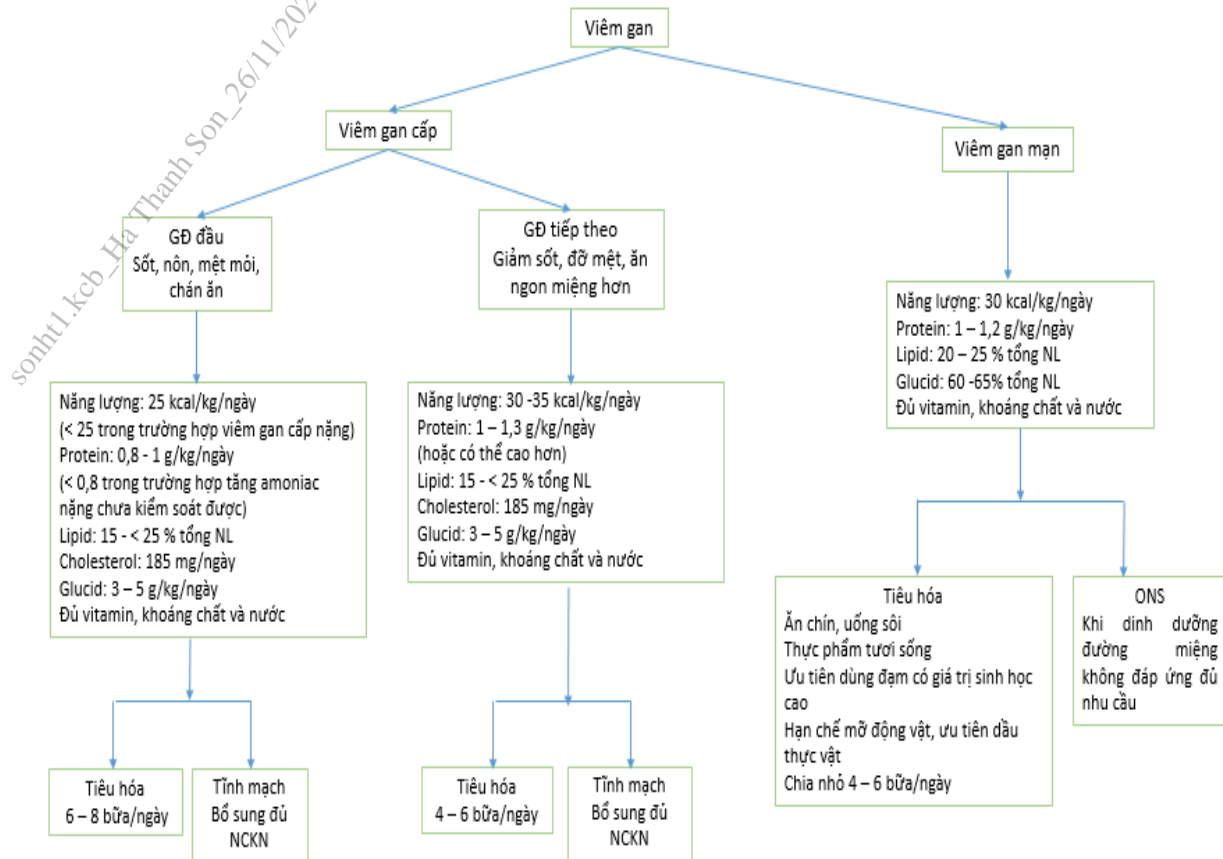 Viêm gan
Viêm gan cấp
Viêm gan mạn
GĐ đầu
Sốt, nôn, mệt mỏi,
chán ăn
GĐ tiếp theo
Giảm sốt, đỡ mệt, ăn
ngon miệng hơn
Năng lượng: 25 kcal/kg/ngày
(< 25 trong trường hợp viêm gan cấp nặng)
Protein: 0,8 - 1 g/kg/ngày
(< 0,8 trong trường hợp tăng amoniac
nặng chưa kiểm soát được)
Lipid: 15 - < 25 % tổng NL
Cholesterol: 185 mg/ngày
Glucid: 3 – 5 g/kg/ngày
Đủ vitamin, khoáng chất và nước
Năng lượng: 30 -35 kcal/kg/ngày
Protein: 1 – 1,3 g/kg/ngày
(hoặc có thể cao hơn)
Lipid: 15 - < 25 % tổng NL
Cholesterol: 185 mg/ngày
Glucid: 3 – 5 g/kg/ngày
Đủ vitamin, khoáng chất và nước
Năng lượng: 30 kcal/kg/ngày
Protein: 1 – 1,2 g/kg/ngày
Lipid: 20 – 25 % tổng NL
Glucid: 60 -65% tổng NL
Đủ vitamin, khoáng chất và nước
Tiêu hóa
6 – 8 bữa/ngày
Tĩnh mạch
Bổ sung đủ
NCKN
Tiêu hóa
4 – 6 bữa/ngày
Tĩnh mạch
Bổ sung đủ
NCKN
Tiêu hóa
Ăn chín, uống sôi
Thực phẩm tươi sống
Ưu tiên dùng đạm có giá trị sinh học
cao
Hạn chế mỡ động vật, ưu tiên dầu
thực vật
Chia nhỏ 4 – 6 bữa/ngày
ONS
Khi dinh dưỡng
đường miệng
không đáp ứng đủ
nhu cầu
sonht1.kcb_Ha Thanh Son_26/11/202